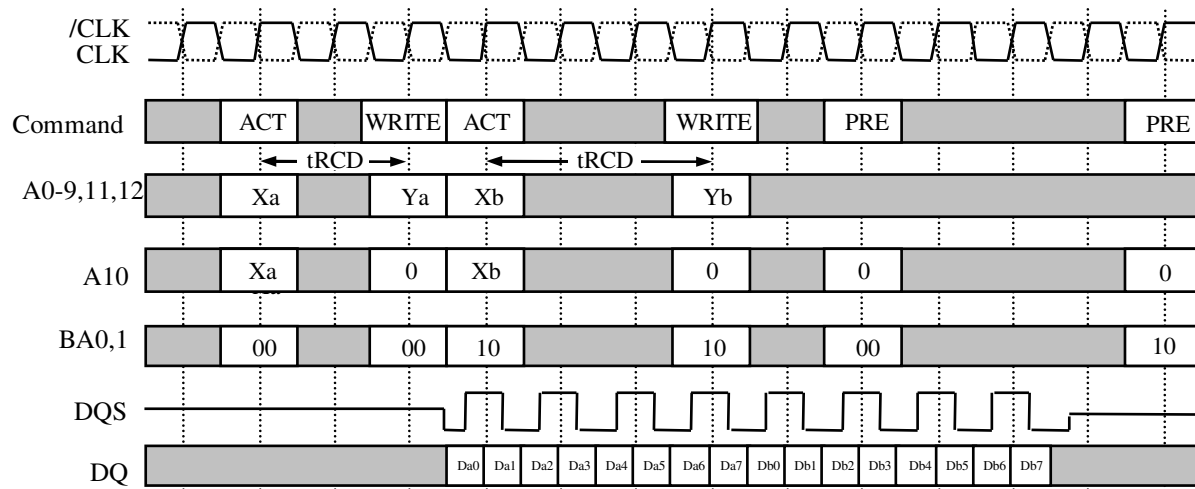 /CLK
CLK
Command ACT WRITE ACT WRITE PRE PRE
tRCD tRCD
A0-9,11,12 Xa Ya Xb Yb
A10 Xa 0 Xb 0 0 0
BA0,1 00 00 10 10 00 10
DQS
DQ Da0 Da1 Da2 Da3 Da4 Da5 Da6 Da7 Db0 Db1 Db2 Db3 Db4 Db5 Db6 Db7